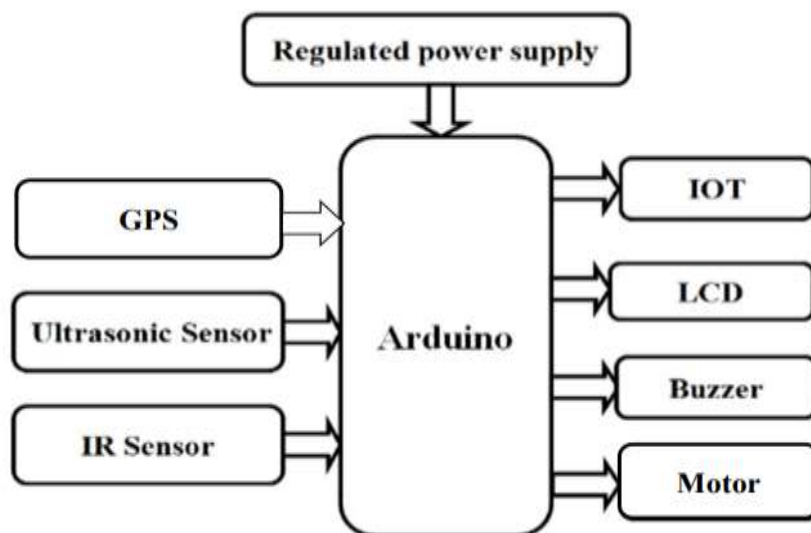 Regulated power supply
GPS
Ultrasonic Sensor
IR Sensor
Arduino
IOT
LCD
Buzzer
Motor